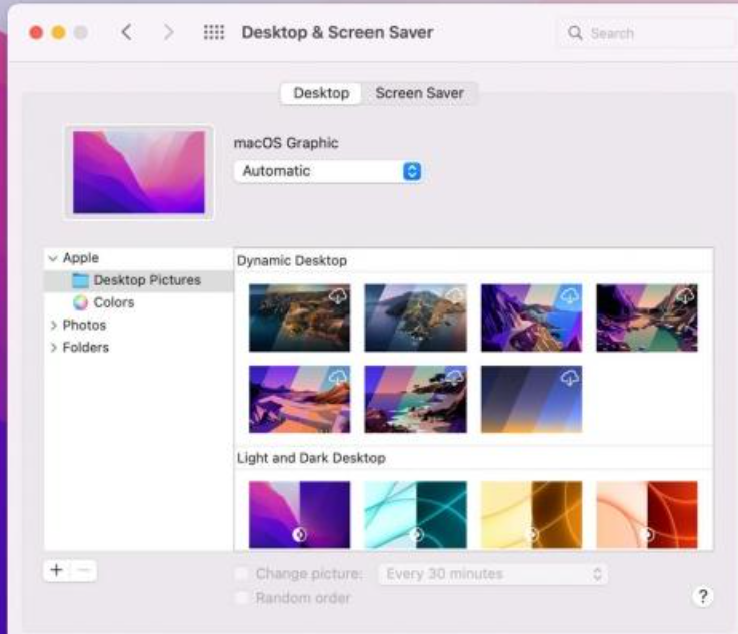 Desktop & Screen Saver
Search
Desktop Screen Saver
macOS Graphic
Automatic
Apple
Desktop Pictures
Colors
Photos
Folders
Dynamic Desktop
Light and Dark Desktop
+ −
Change picture: Every 30 minutes
Random order
?